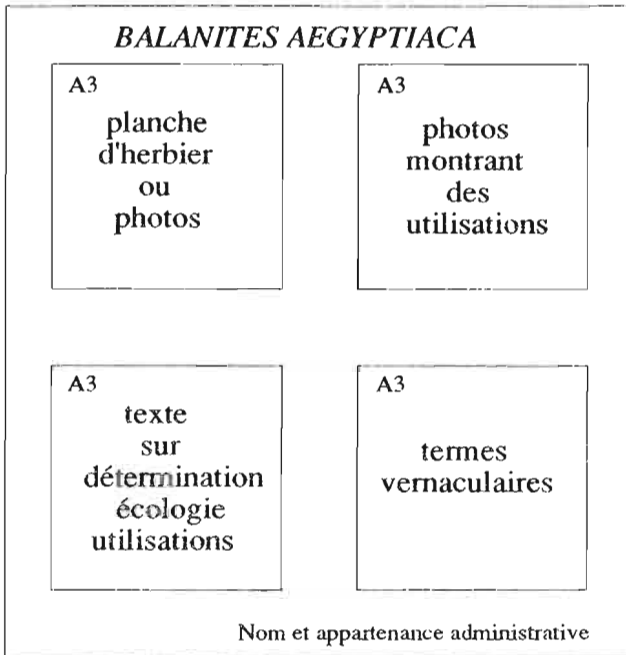 BALANITES AEGYPTIACA
A3
planche
d'herbier
ou
photos
A3
photos
montrant
des
utilisations
A3
texte
sur
détermination
écologie
utilisations
A3
termes
vernaculaires
Nom et appartenance administrative